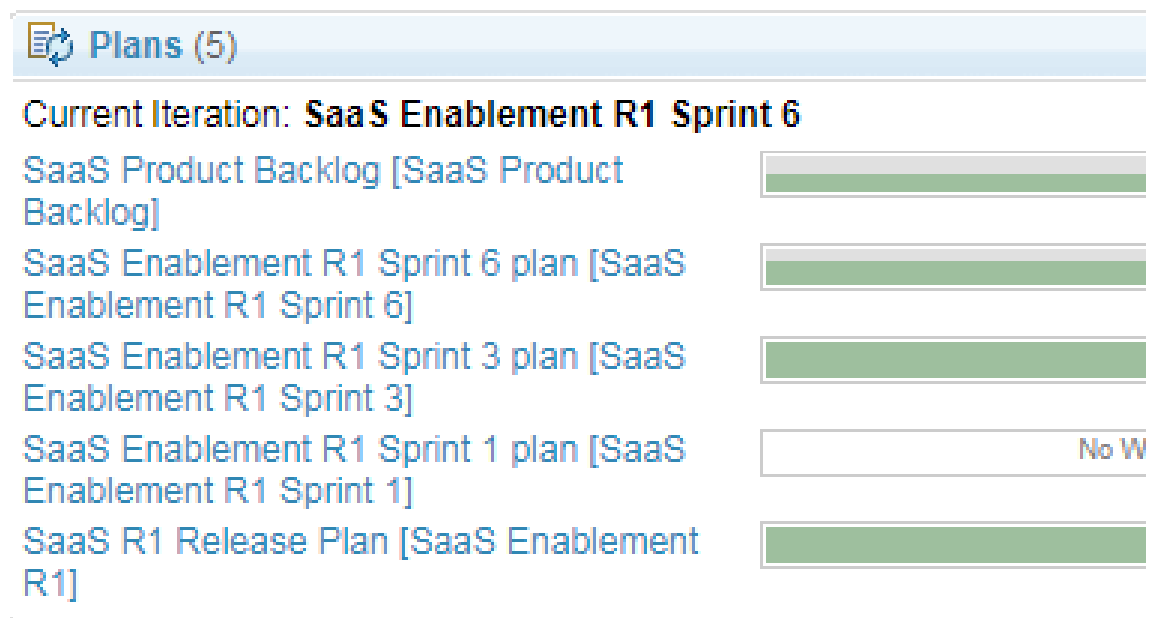 Plans (5)
Current Iteration: SaaS Enablement R1 Sprint 6
SaaS Product Backlog [SaaS Product
Backlog]
SaaS Enablement R1 Sprint 6 plan [SaaS
Enablement R1 Sprint 6]
SaaS Enablement R1 Sprint 3 plan [SaaS
Enablement R1 Sprint 3]
SaaS Enablement R1 Sprint 1 plan [SaaS
Enablement R1 Sprint 1]
No W
SaaS R1 Release Plan [SaaS Enablement
R1]